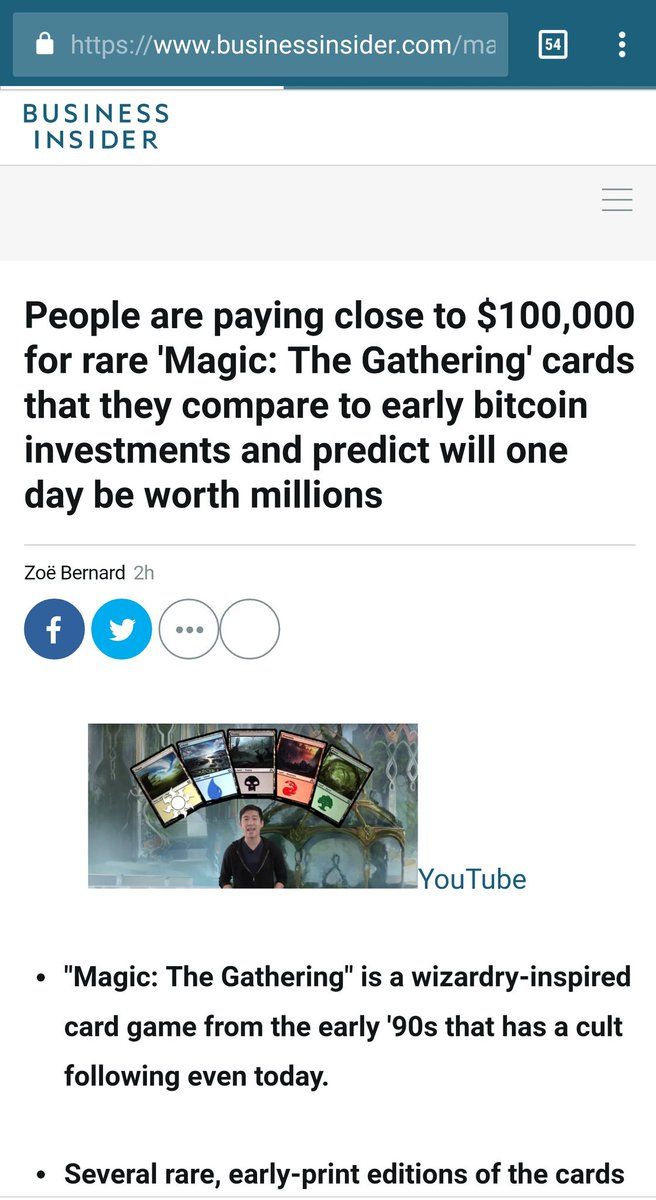 https://www.businessinsider.com/ma
54
BUSINESS
INSIDER
People are paying close to $100,000
for rare 'Magic: The Gathering' cards
that they compare to early bitcoin
investments and predict will one
day be worth millions
Zoë Bernard 2h
YouTube
• "Magic: The Gathering" is a wizardry-inspired
card game from the early '90s that has a cult
following even today.
• Several rare, early-print editions of the cards